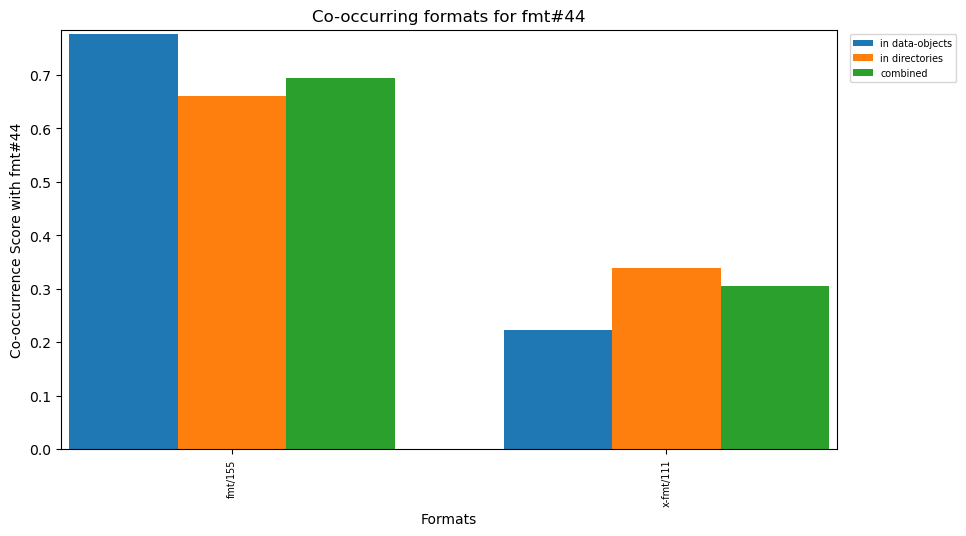 Co-occurring formats for fmt#44
in data-objects
in directories
combined
Co-occurrence Score with fmt#44
0.7
0.6
0.5
0.4
0.3
0.2
0.1
0.0
fmt/155
x-fmt/111
Formats